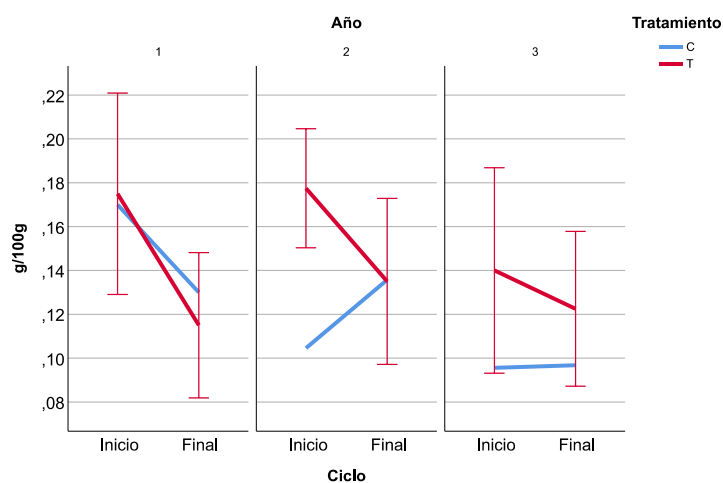 Año
Tratamiento
C
T
1
2
3
,22
,20
,18
,16
,14
,12
,10
,08
g/100g
Inicio Final
Inicio Final
Inicio Final
Ciclo